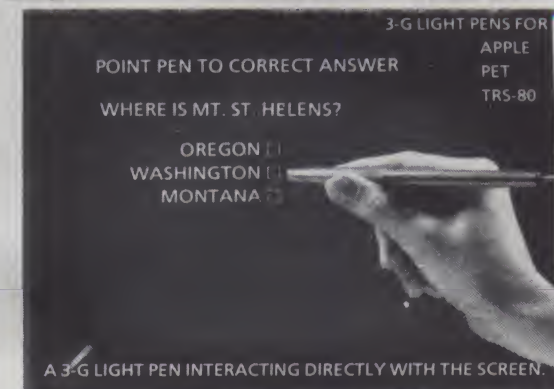 3-G LIGHT PENS FOR
APPLE
PET
TRS-80
POINT PEN TO CORRECT ANSWER
WHERE IS MT. ST. HELENS?
OREGON
WASHINGTON
MONTANA
A 3-G LIGHT PEN INTERACTING DIRECTLY WITH THE SCREEN.